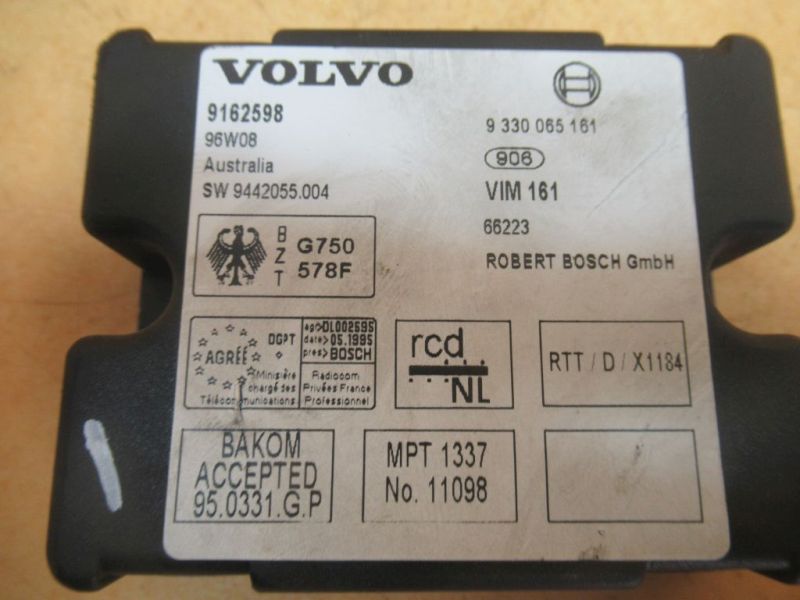 VOLVO
9162598
96W08
Australia
SW 9442055.004
9 330 065 161
906
VIM 161
66223
ROBERT BOSCH GmbH
BZT
G750
578F
AGRÉÉ
DGPT
Ministère
chargé des
Télécommunications
agr>DL002595
date>05.1995
pres>BOSCH
Radiocom
Privées France
Professionnel
rcd
NL
RTT / D / X1184
BAKOM
ACCEPTED
95.0331.G.P
MPT 1337
No. 11098